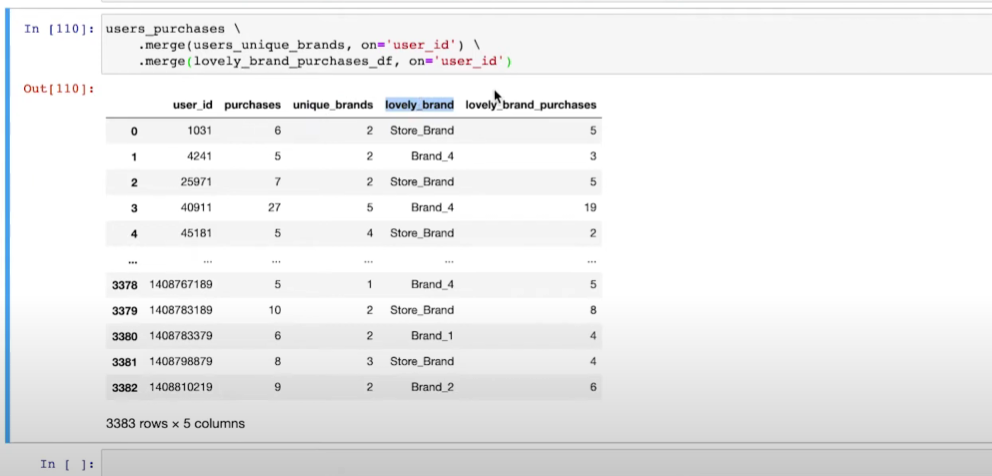 In [110]: users_purchases \
.merge(users_unique_brands, on='user_id') \
.merge(lovely_brand_purchases_df, on='user_id')
Out[110]:
user_id purchases unique_brands lovely_brand lovely_brand_purchases
0 1031 6 2 Store_Brand 5
1 4241 5 2 Brand_4 3
2 25971 7 2 Store_Brand 5
3 40911 27 5 Brand_4 19
4 45181 5 4 Store_Brand 2
... ... ... ... ... ...
3378 1408767189 5 1 Brand_4 5
3379 1408783189 10 2 Store_Brand 8
3380 1408783379 6 2 Brand_1 4
3381 1408798879 8 3 Store_Brand 4
3382 1408810219 9 2 Brand_2 6
3383 rows × 5 columns
In [ ]: